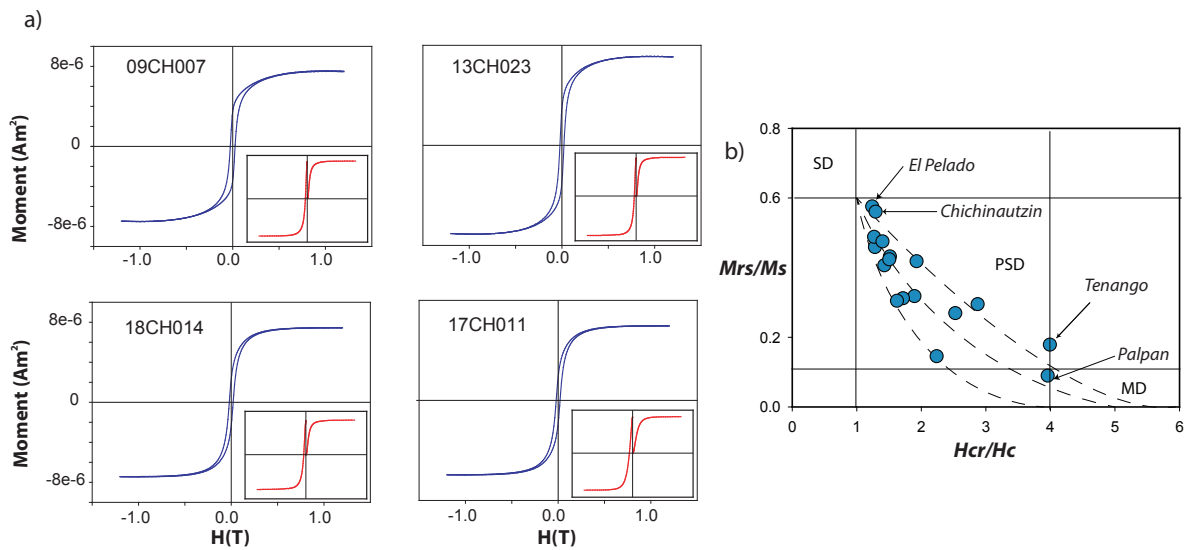 a)
09CH007
13CH023
8e-6
0
-8e-6
Moment (Am²)
-1.0 0.0 1.0
-1.0 0.0 1.0
18CH014
17CH011
8e-6
0
-8e-6
Moment (Am²)
-1.0 0.0 1.0
H(T)
-1.0 0.0 1.0
H(T)
b)
0.8
0.6
0.2
0.0
Mrs/Ms
SD
El Pelado
Chichinautzin
PSD
Tenango
Palpan
MD
0 1 2 3 4 5 6
Hcr/Hc